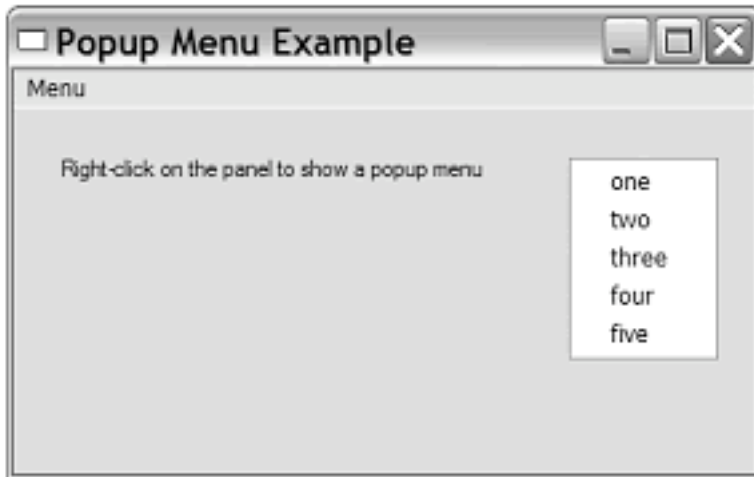 Popup Menu Example
Menu
Right-click on the panel to show a popup menu
one
two
three
four
five